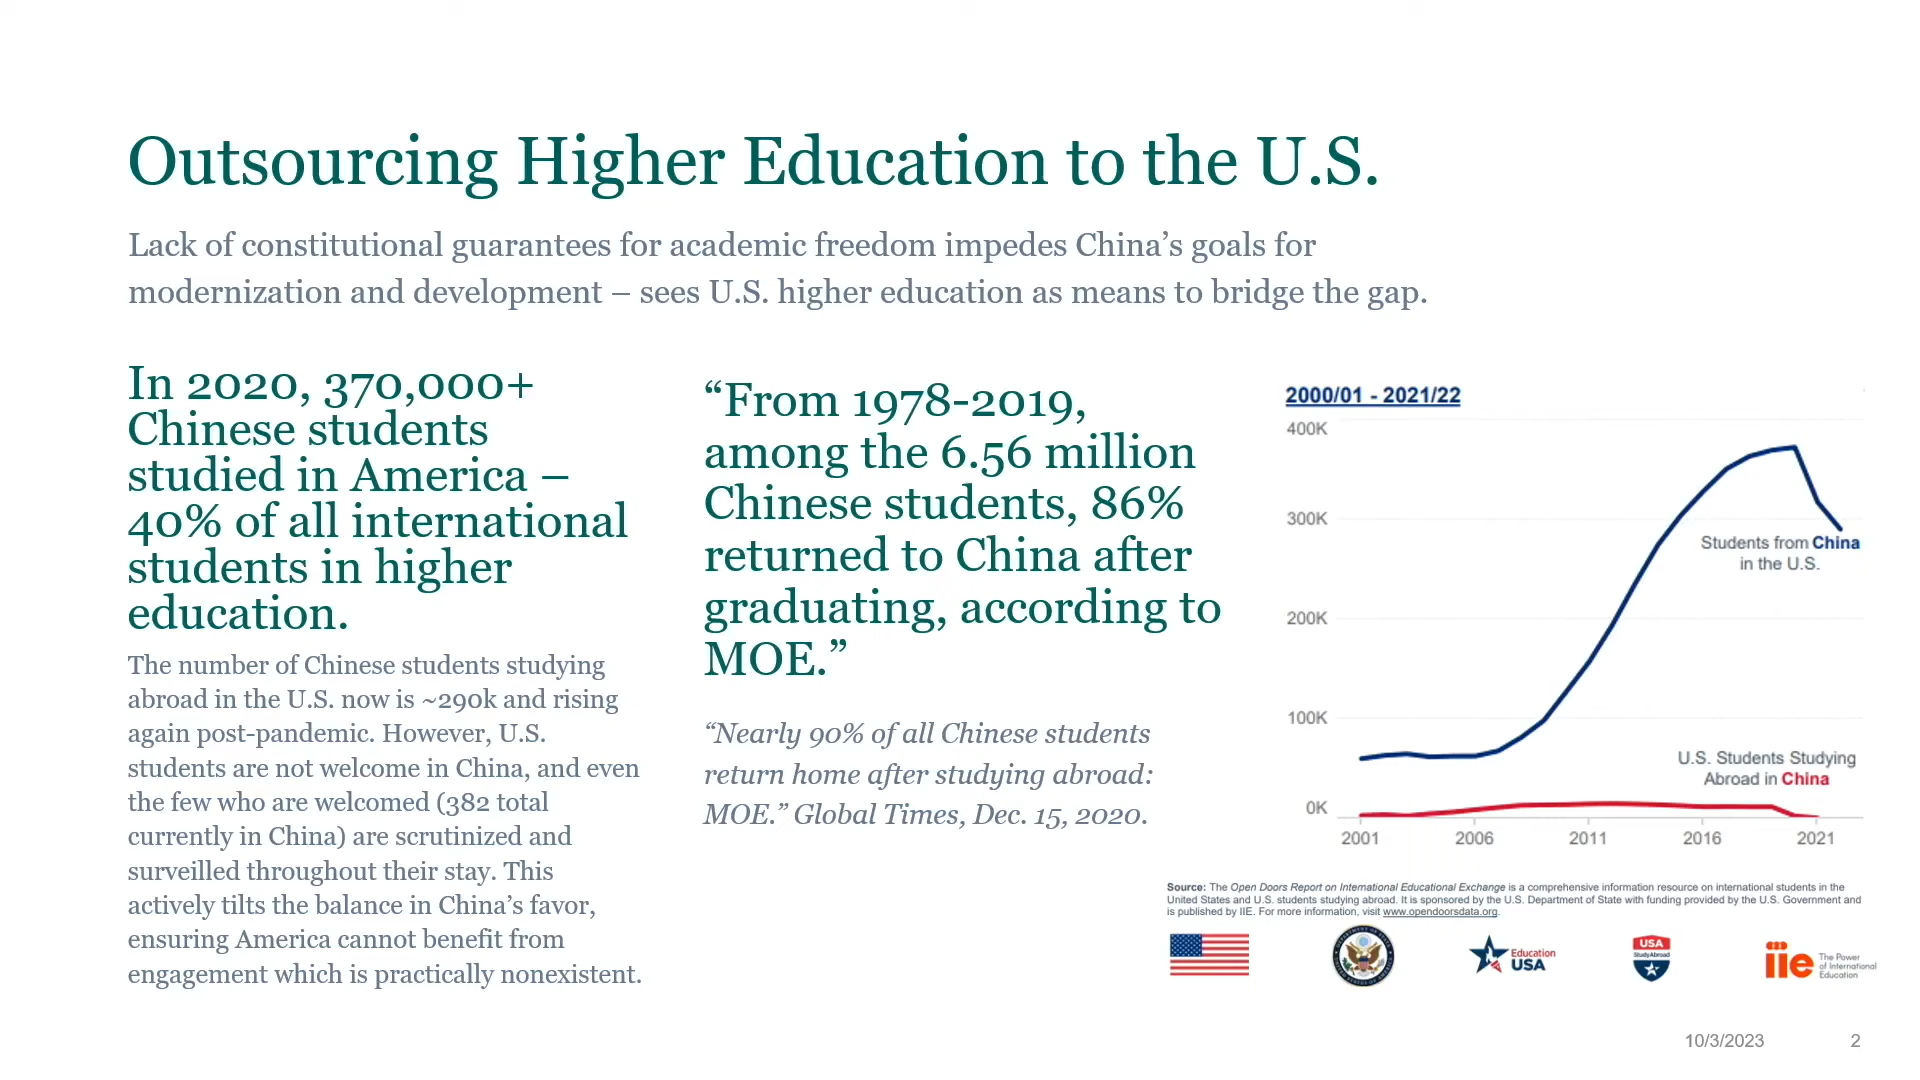 Outsourcing Higher Education to the U.S.
Lack of constitutional guarantees for academic freedom impedes China’s goals for
modernization and development – sees U.S. higher education as means to bridge the gap.
In 2020, 370,000+
Chinese students
studied in America –
40% of all international
students in higher
education.
The number of Chinese students studying
abroad in the U.S. now is ~290k and rising
again post-pandemic. However, U.S.
students are not welcome in China, and even
the few who are welcomed (382 total
currently in China) are scrutinized and
surveilled throughout their stay. This
actively tilts the balance in China’s favor,
ensuring America cannot benefit from
engagement which is practically nonexistent.
“From 1978-2019,
among the 6.56 million
Chinese students, 86%
returned to China after
graduating, according to
MOE.”
“Nearly 90% of all Chinese students
return home after studying abroad:
MOE.” Global Times, Dec. 15, 2020.
2000/01 - 2021/22
400K
300K
Students from China
in the U.S.
200K
100K
U.S. Students Studying
Abroad in China
0K
2001 2006 2011 2016 2021
Source: The Open Doors Report on International Educational Exchange is a comprehensive information resource on international students in the
United States and U.S. students studying abroad. It is sponsored by the U.S. Department of State with funding provided by the U.S. Government and
is published by IIE. For more information, visit www.opendoorsdata.org.
Education
USA
USA
StudyAbroad
iie
The Power
of International
Education
10/3/2023 2